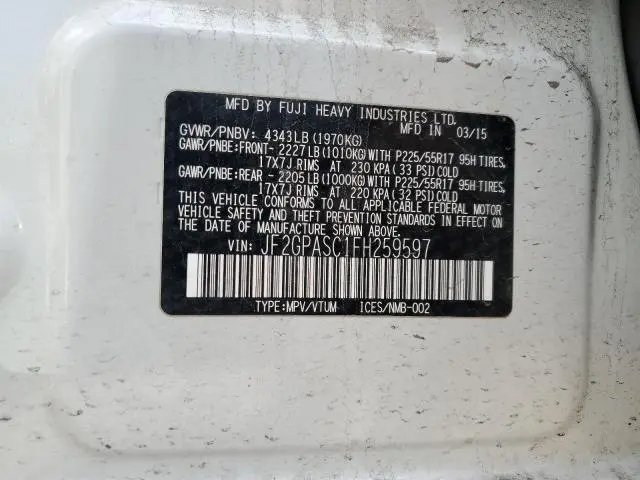 MFD BY FUJI HEAVY INDUSTRIES LTD.
MFD IN 03/15
GVWR/PNBV: 4343LB(1970KG)
GAWR/PNBE:FRONT- 2227LB(1010KG)WITH P225/55R17 95H TIRES,
17X7J RIMS AT 230 KPA(33 PSI)COLD
GAWR/PNBE:REAR - 2205LB(1000KG)WITH P225/55R17 95H TIRES,
17X7J RIMS AT 220 KPA(32 PSI)COLD
THIS VEHICLE CONFORMS TO ALL APPLICABLE FEDERAL MOTOR
VEHICLE SAFETY AND THEFT PREVENTION STANDARDS IN EFFECT ON
THE DATE OF MANUFACTURE SHOWN ABOVE.
VIN: JF2GPASC1FH259597
TYPE:MPV/VTUM ICES/NMB-002